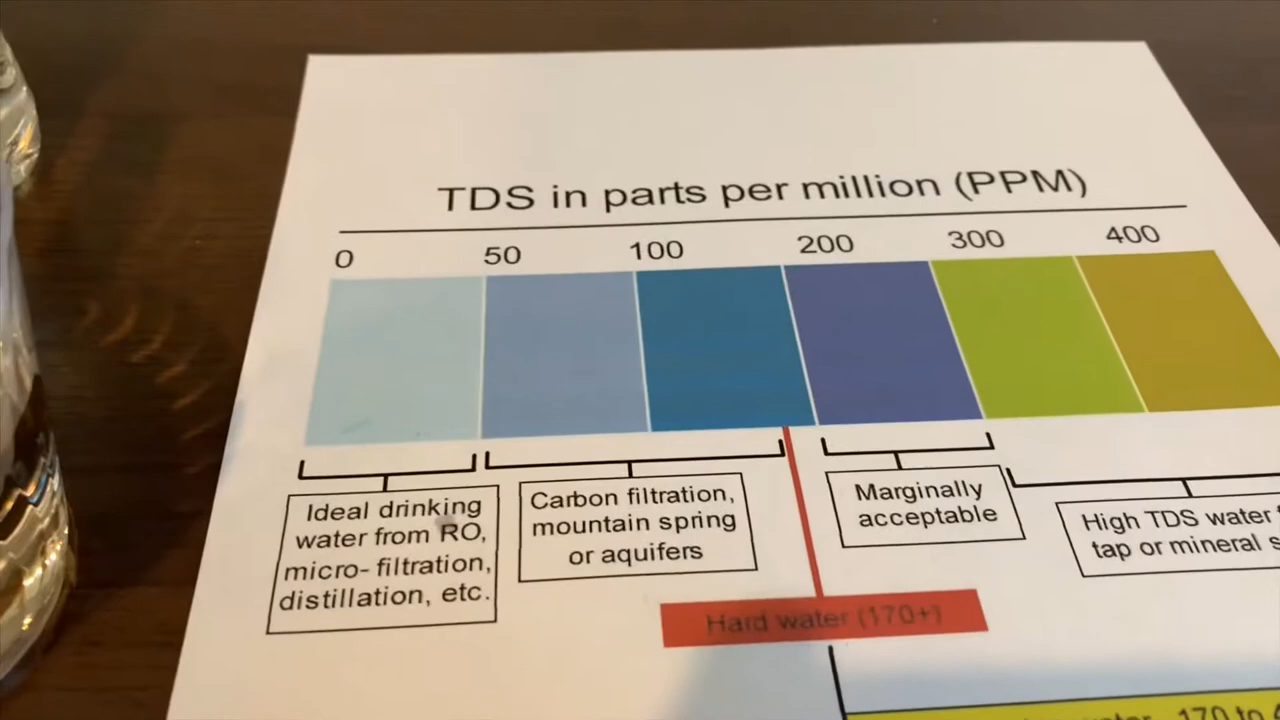 TDS in parts per million (PPM)
0 50 100 200 300 400
Ideal drinking
water from RO,
micro- filtration,
distillation, etc.
Carbon filtration,
mountain spring
or aquifers
Marginally
acceptable
High TDS water
tap or mineral
Hard water (170+)
170 to